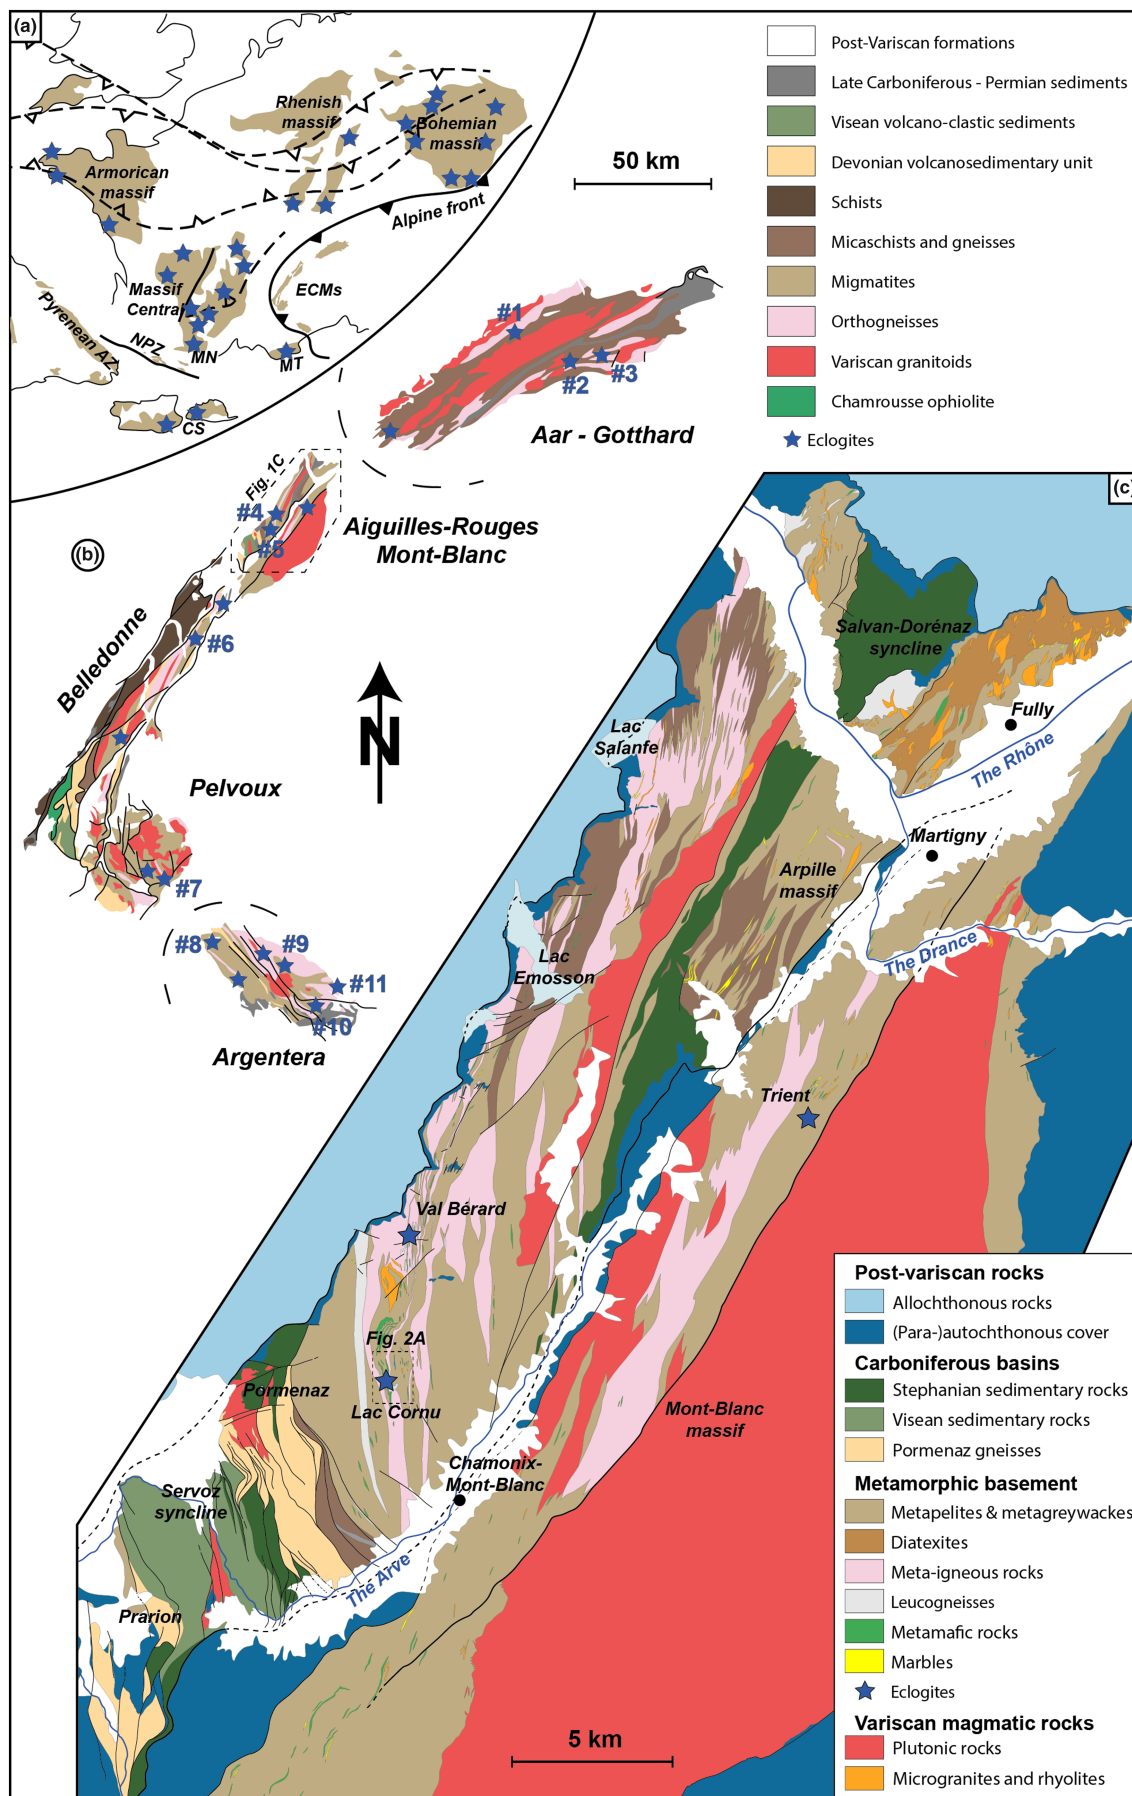 (a)
Rhenish
massif
Bohemian
massif
Armorican
massif
Alpine front
Massif
Central
ECMs
Pyrenean AZ
NPZ
MN
MT
CS
50 km
Post-Variscan formations
Late Carboniferous - Permian sediments
Visean volcano-clastic sediments
Devonian volcanosedimentary unit
Schists
Micaschists and gneisses
Migmatites
Orthogneisses
Variscan granitoids
Chamrousse ophiolite
Eclogites
#1
#2
#3
Aar - Gotthard
(b)
Fig. 1C
#4
#5
Aiguilles-Rouges
Mont-Blanc
Belledonne
#6
N
Pelvoux
#7
#8
#9
#11
#10
Argentera
(c)
Salvan-Dorénaz
syncline
Fully
The Rhône
Lac
Salanfe
Martigny
Arpille
massif
The Drance
Lac
Emosson
Trient
Val Bérard
Fig. 2A
Lac Cornu
Pormenaz
Mont-Blanc
massif
Chamonix-
Mont-Blanc
Servoz
syncline
The Arve
Prarion
5 km
Post-variscan rocks
Allochthonous rocks
(Para-)autochthonous cover
Carboniferous basins
Stephanian sedimentary rocks
Visean sedimentary rocks
Pormenaz gneisses
Metamorphic basement
Metapelites & metagreywackes
Diatexites
Meta-igneous rocks
Leucogneisses
Metamafic rocks
Marbles
Eclogites
Variscan magmatic rocks
Plutonic rocks
Microgranites and rhyolites